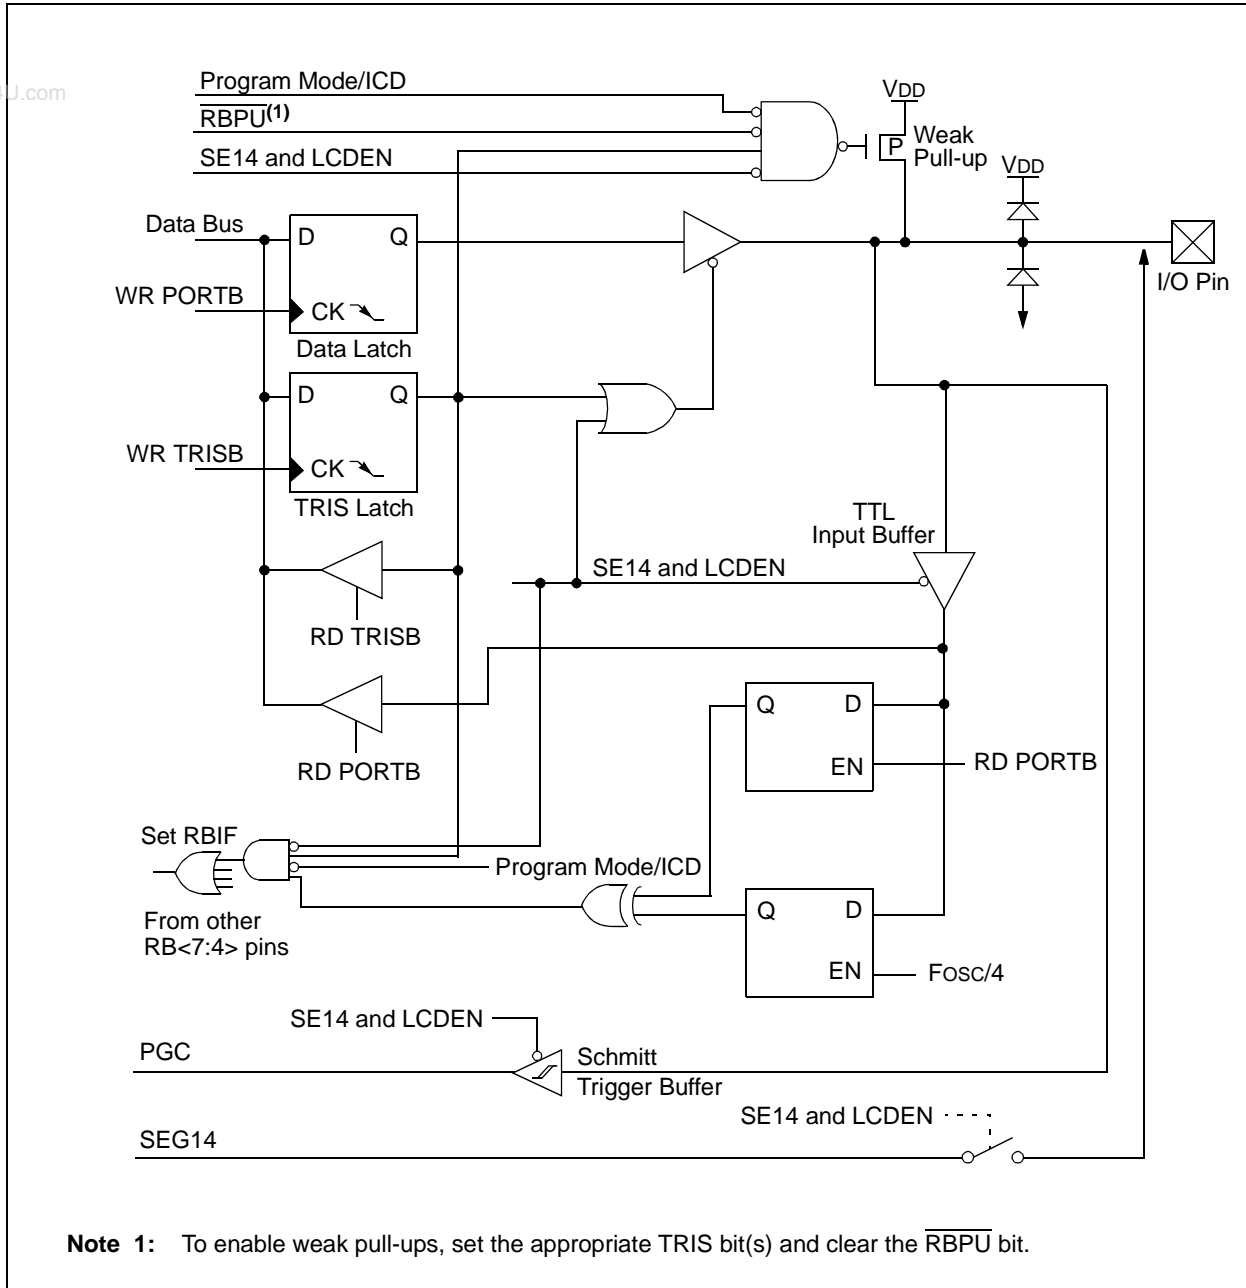 4U.com
Program Mode/ICD
RBPU(1)
SE14 and LCDEN
VDD
Weak
Pull-up
P
VDD
Data Bus
D Q
WR PORTB
CK
Data Latch
I/O Pin
D Q
WR TRISB
CK
TRIS Latch
TTL
Input Buffer
SE14 and LCDEN
RD TRISB
Q D
EN
RD PORTB
RD PORTB
Set RBIF
Program Mode/ICD
From other
RB<7:4> pins
Q D
EN
FOSC/4
SE14 and LCDEN
PGC
Schmitt
Trigger Buffer
SE14 and LCDEN
SEG14
Note 1: To enable weak pull-ups, set the appropriate TRIS bit(s) and clear the RBPU bit.